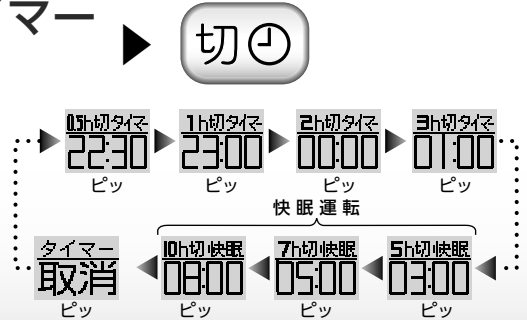 マー
切
0.5h切タイマー 1h切タイマー 2h切タイマー 3h切タイマー
22:30 23:00 00:00 01:00
ピッ ピッ ピッ ピッ
快眠運転
タイマー 10h切快眠 7h切快眠 5h切快眠
取消 08:00 05:00 03:00
ピッ ピッ ピッ ピッ